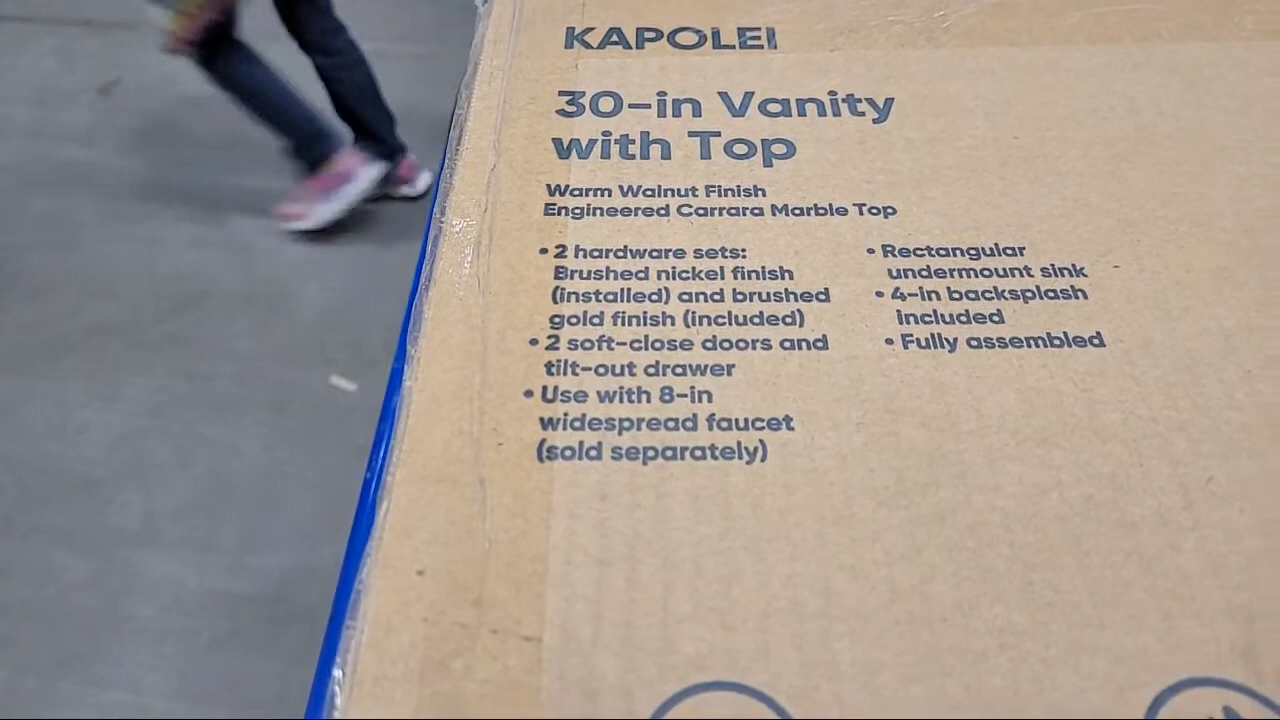 KAPOLEI
30-in Vanity
with Top
Warm Walnut Finish
Engineered Carrara Marble Top
• 2 hardware sets:
Brushed nickel finish
(installed) and brushed
gold finish (included)
• 2 soft-close doors and
tilt-out drawer
• Use with 8-in
widespread faucet
(sold separately)
• Rectangular
undermount sink
• 4-in backsplash
included
• Fully assembled